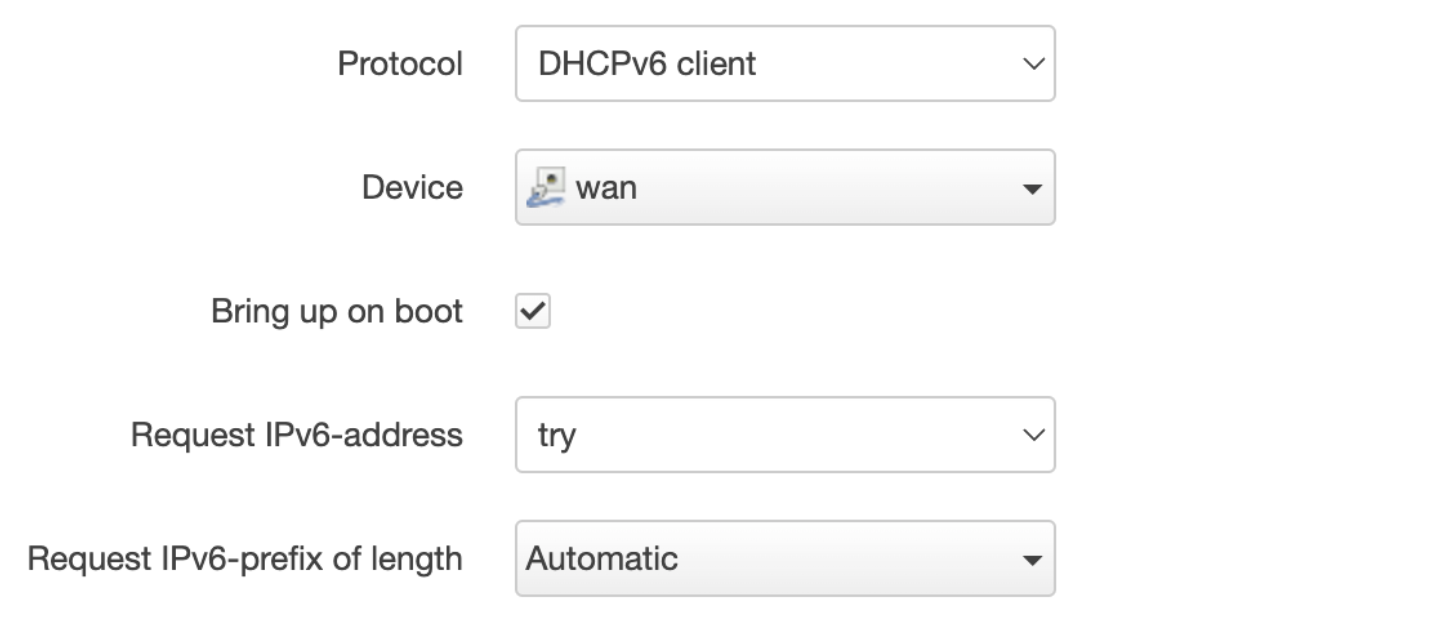 Protocol DHCPv6 client
Device wan
Bring up on boot
Request IPv6-address try
Request IPv6-prefix of length Automatic